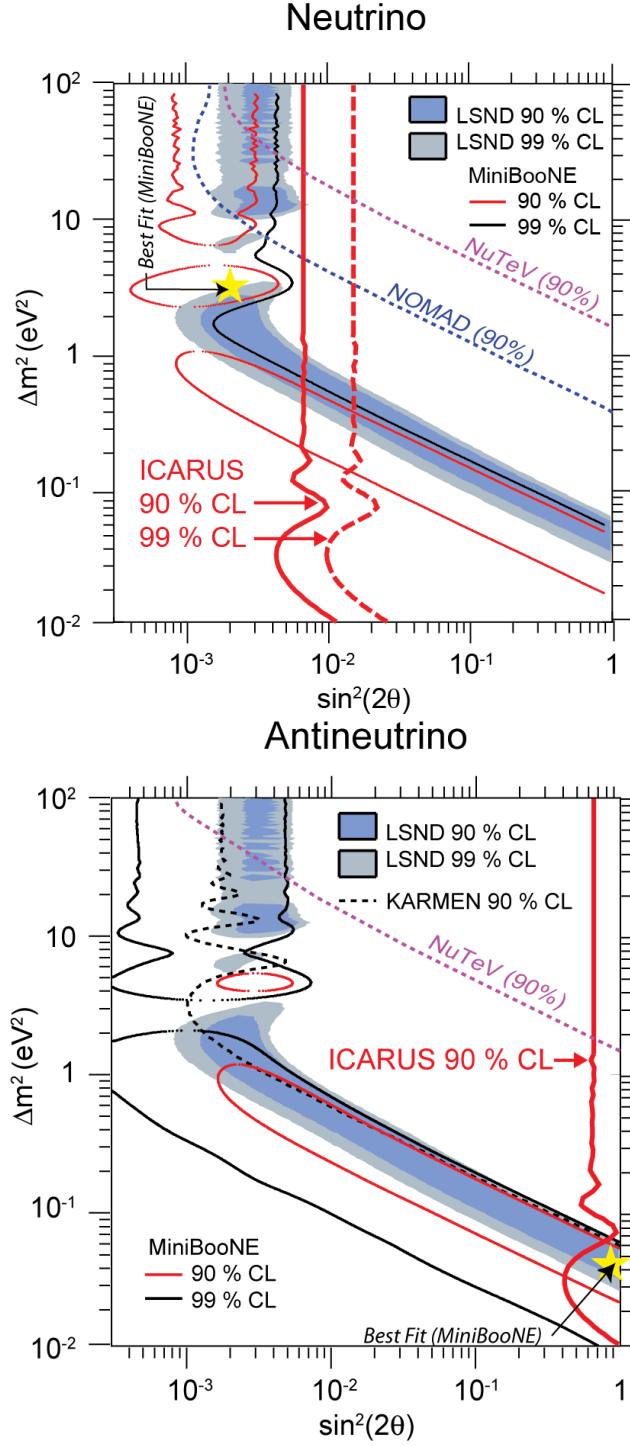 Neutrino
10²
10
1
10⁻¹
10⁻²
Δm² (eV²)
Best Fit (MiniBooNE)
LSND 90 % CL
LSND 99 % CL
MiniBooNE
90 % CL
99 % CL
NuTeV (90%)
NOMAD (90%)
ICARUS
90 % CL
99 % CL
10⁻³
10⁻²
10⁻¹
1
sin²(2θ)
Antineutrino
10²
10
1
10⁻¹
10⁻²
Δm² (eV²)
LSND 90 % CL
LSND 99 % CL
KARMEN 90 % CL
NuTeV (90%)
ICARUS 90 % CL
MiniBooNE
90 % CL
99 % CL
Best Fit (MiniBooNE)
10⁻³
10⁻²
10⁻¹
1
sin²(2θ)